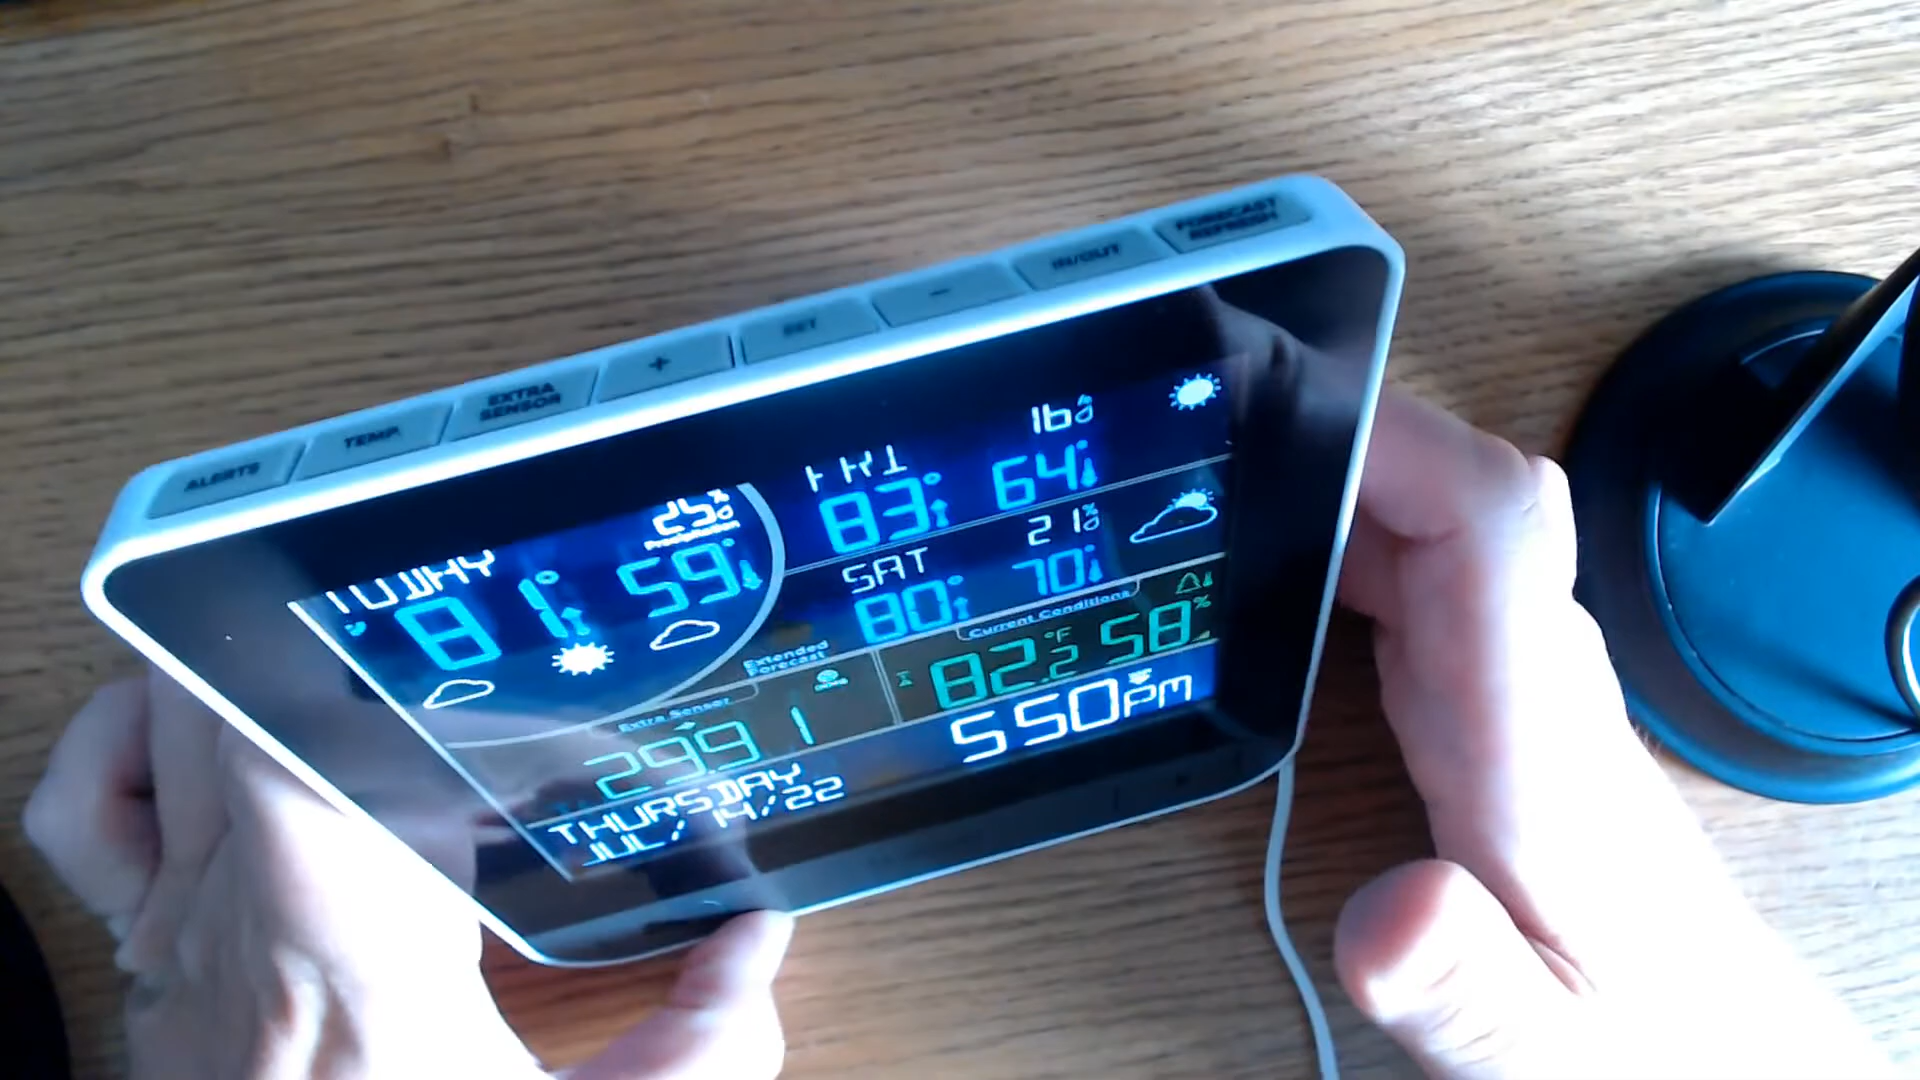 ALERTS
TEMP.
EXTRA SENSOR
+
SET
-
IN/OUT
FORECAST REFRESH
TODAY
25%
Precipitation
81° 59°
FRI 16%
83° 64°
SAT 21%
80° 70°
Extended Forecast
Current Conditions
82.2 °F 58%
Extra Sensor
29.91
5 50PM
THURSDAY
JUL/ 14/22